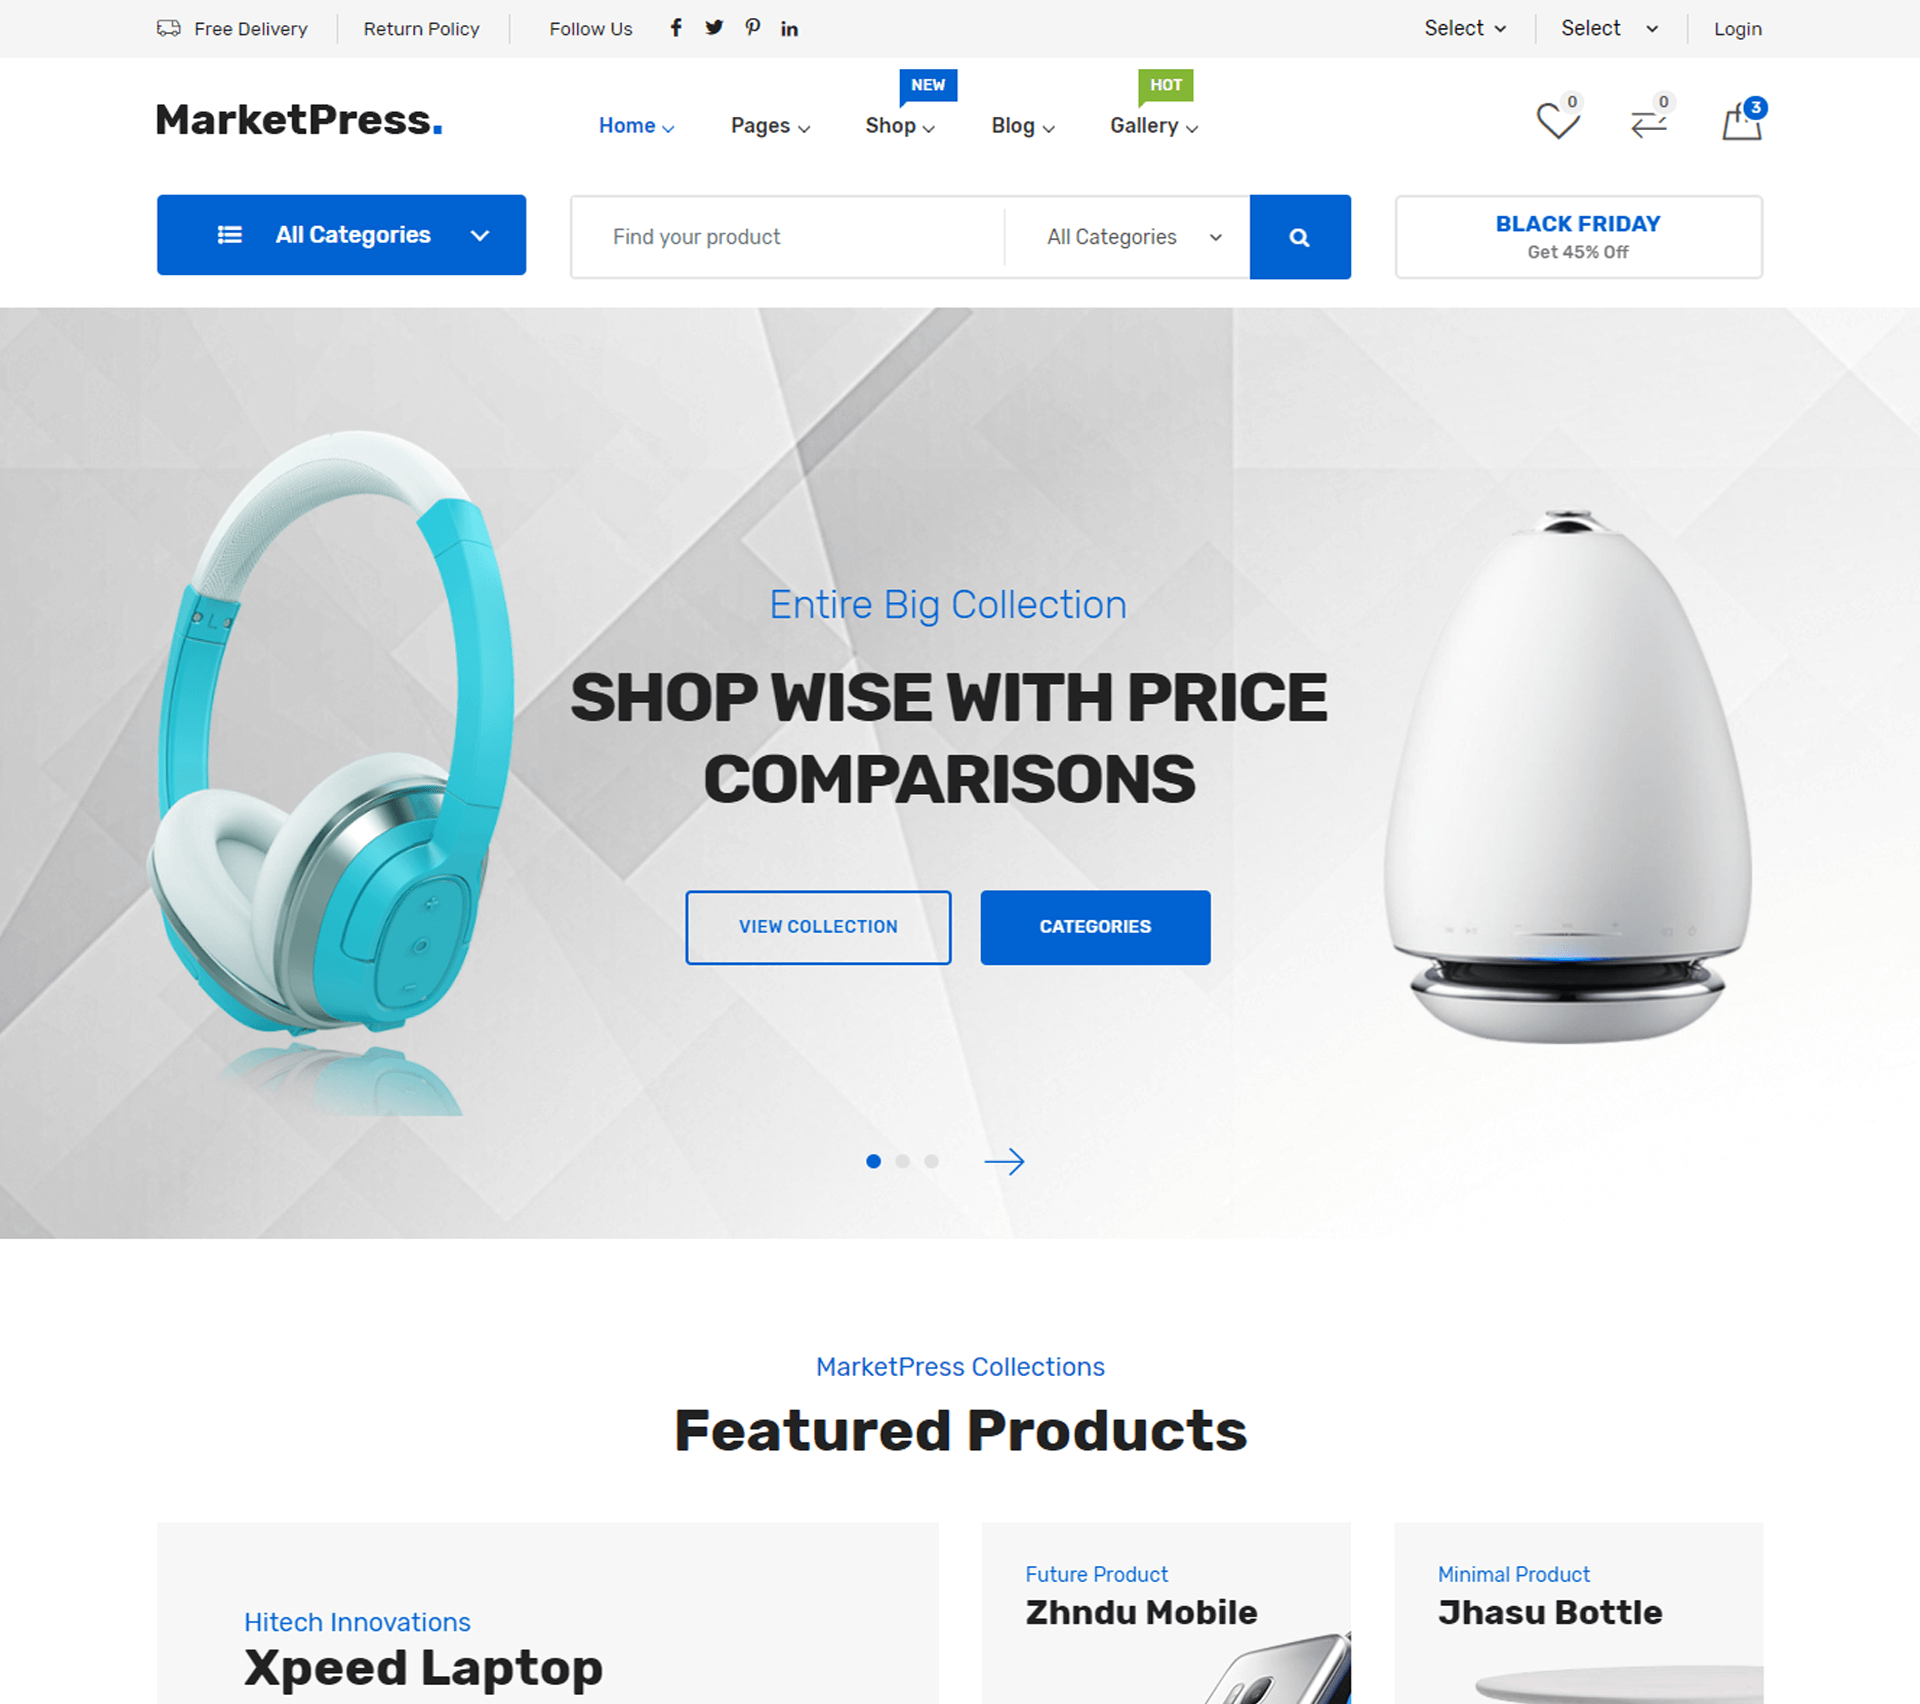 Free Delivery
Return Policy
Follow Us
Select
Select
Login
MarketPress.
Home
Pages
NEW
Shop
Blog
HOT
Gallery
0
0
3
All Categories
Find your product
All Categories
BLACK FRIDAY
Get 45% Off
L
Entire Big Collection
SHOP WISE WITH PRICE
COMPARISONS
VIEW COLLECTION
CATEGORIES
MarketPress Collections
Featured Products
Hitech Innovations
Xpeed Laptop
Future Product
Zhndu Mobile
Minimal Product
Jhasu Bottle